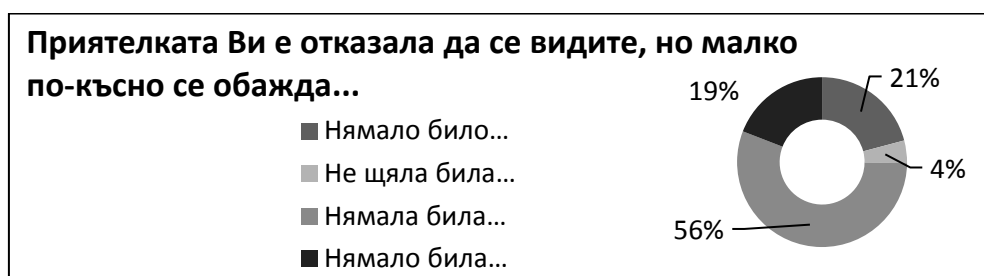 Приятелката Ви е отказала да се видите, но малко
по-късно се обажда...
Нямало било...
Не щяла била...
Нямала била...
Нямало била...
21%
4%
56%
19%